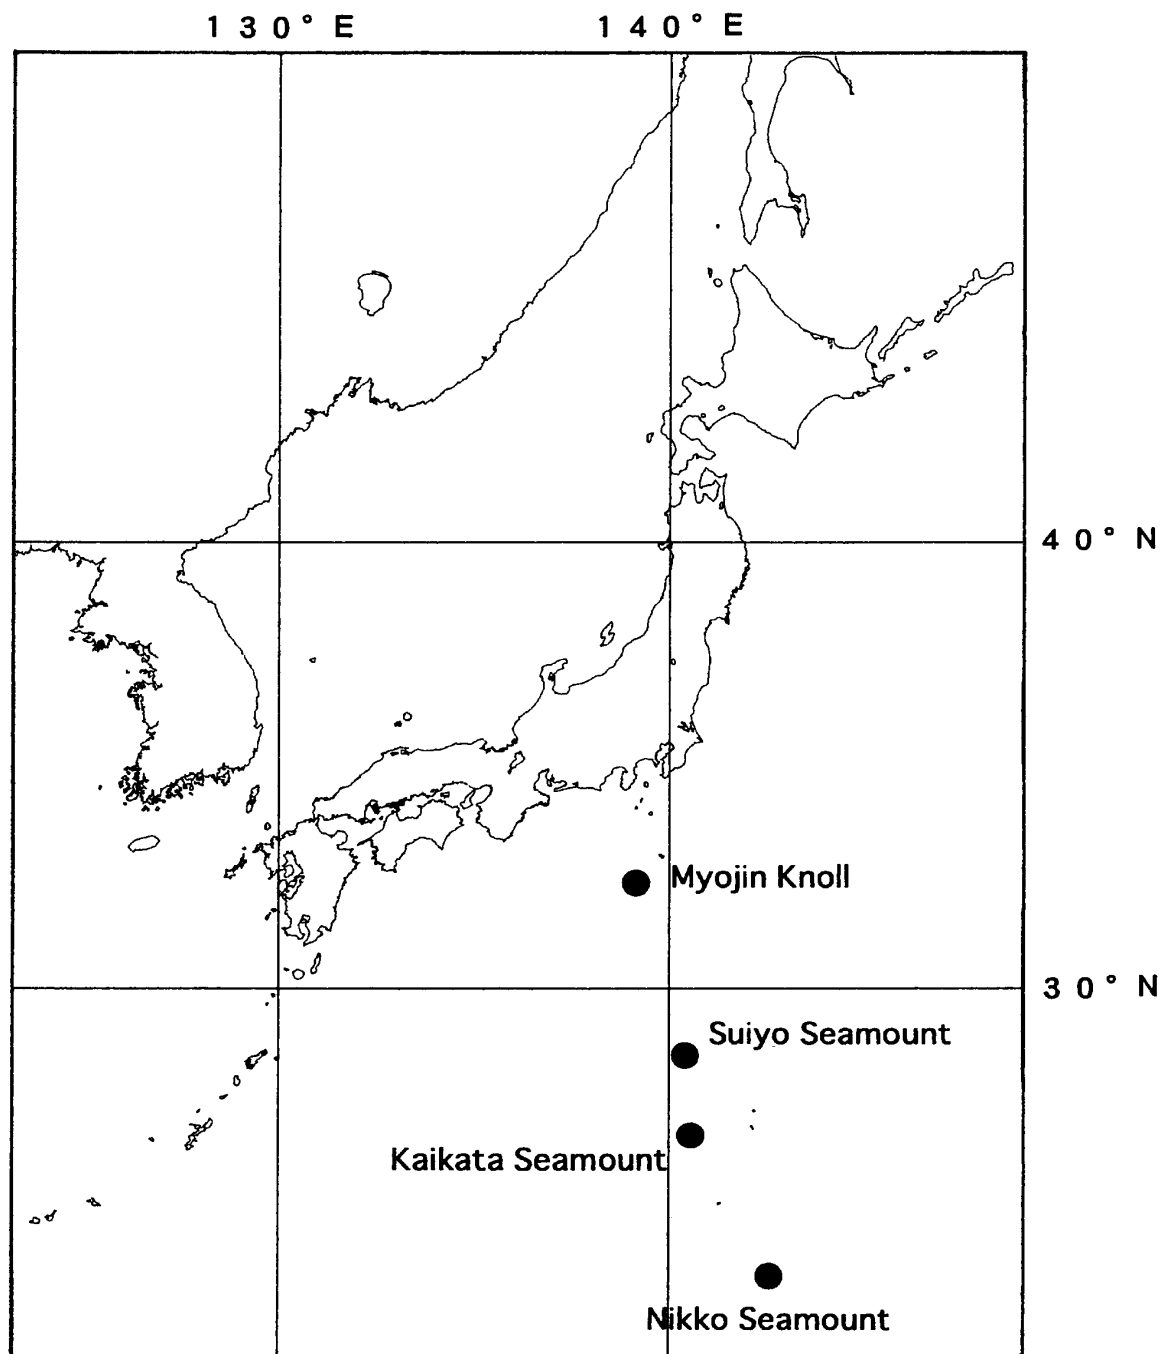 130° E
140° E
40° N
Myojin Knoll
30° N
Suiyo Seamount
Kaikata Seamount
Nikko Seamount